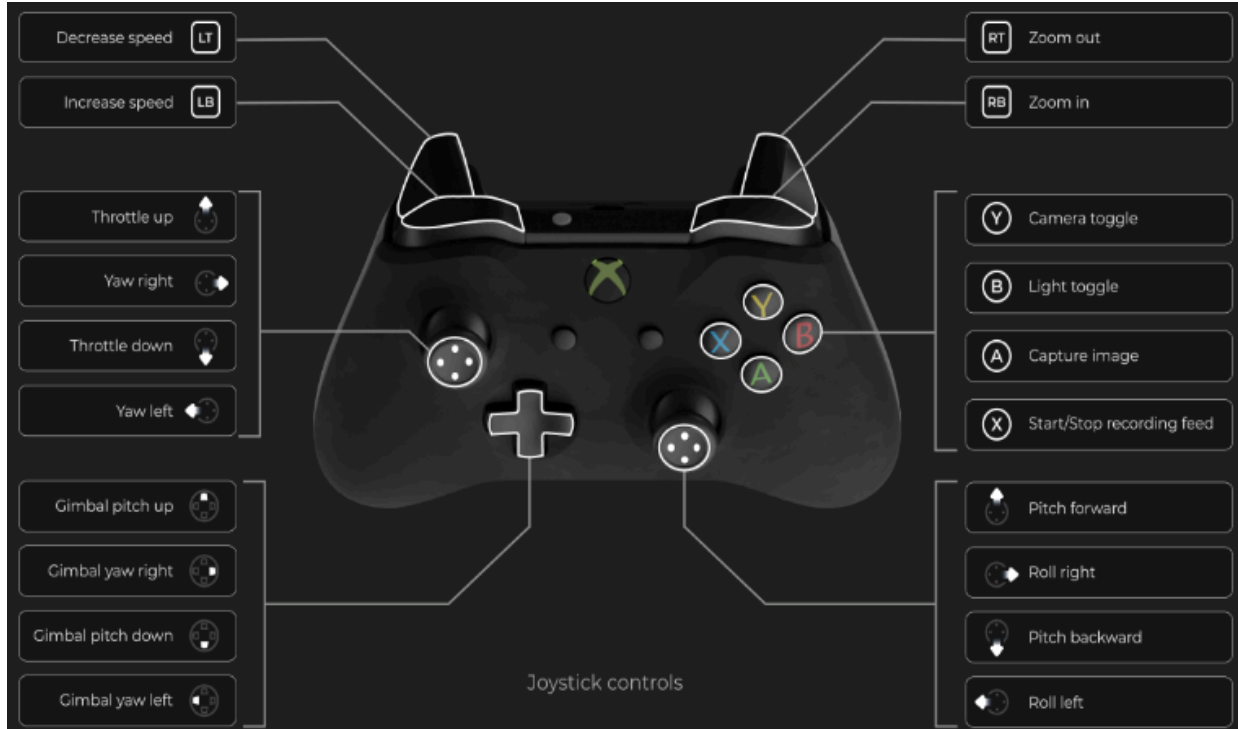 Decrease speed LT
Increase speed LB
Throttle up
Yaw right
Throttle down
Yaw left
Gimbal pitch up
Gimbal yaw right
Gimbal pitch down
Gimbal yaw left
Y
X B
A
Joystick controls
RT Zoom out
RB Zoom in
Y Camera toggle
B Light toggle
A Capture image
X Start/Stop recording feed
Pitch forward
Roll right
Pitch backward
Roll left